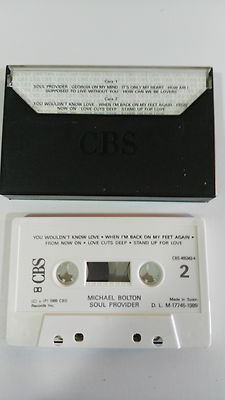 Cara 1
SOUL PROVIDER · GEORGIA ON MY MIND · IT'S ONLY MY HEART · HOW AM I
SUPPOSED TO LIVE WITHOUT YOU · HOW CAN WE BE LOVERS
Cara 2
YOU WOULDN'T KNOW LOVE · WHEN I'M BACK ON MY FEET AGAIN · FROM
NOW ON · LOVE CUTS DEEP · STAND UP FOR LOVE
CBS
CBS 465343 4
YOU WOULDN'T KNOW LOVE • WHEN I'M BACK ON MY FEET AGAIN •
FROM NOW ON • LOVE CUTS DEEP • STAND UP FOR LOVE
CBS
2
(C) (P) 1989 CBS
Records Inc.
Made in Spain
MICHAEL BOLTON
SOUL PROVIDER
D. L. M-17745-1989